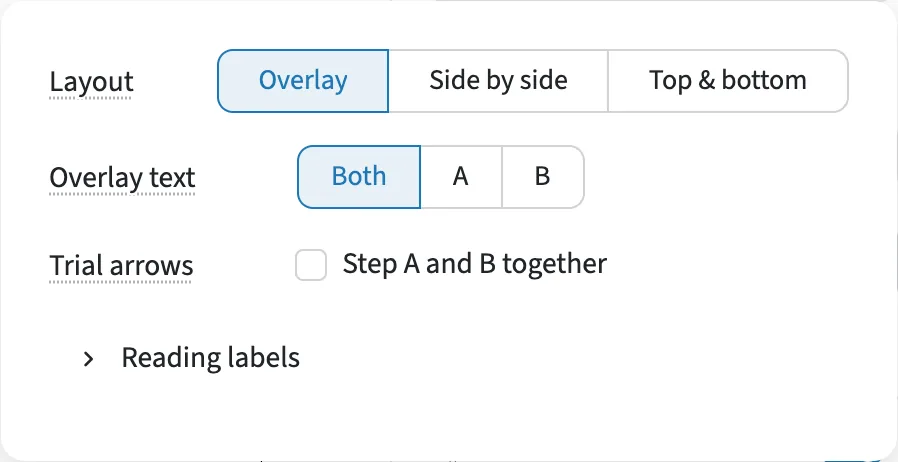 Layout Overlay Side by side Top & bottom
Overlay text Both A B
Trial arrows Step A and B together
Reading labels